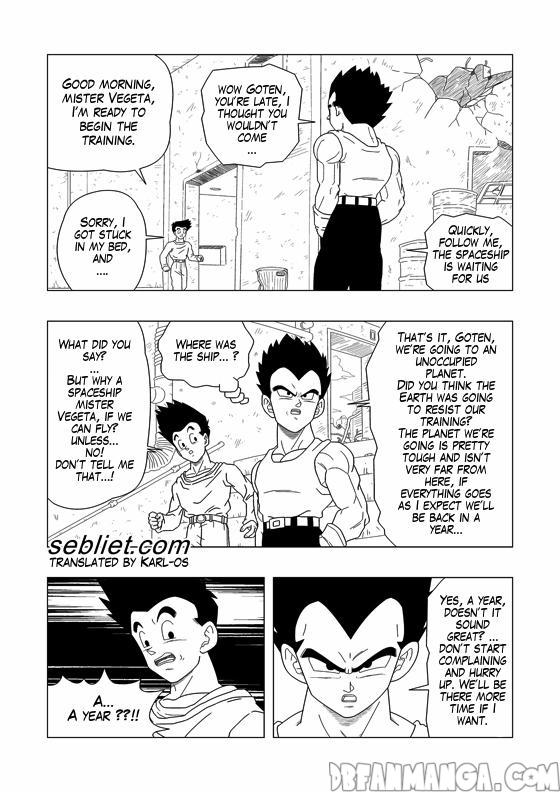 GOOD MORNING,
MISTER VEGETA,
I'M READY TO
BEGIN THE
TRAINING.
WOW GOTEN,
YOU'RE LATE, I
THOUGHT YOU
WOULDN'T
COME
...
SORRY, I
GOT STUCK
IN MY BED,
AND
....
QUICKLY,
FOLLOW ME,
THE SPACESHIP
IS WAITING
FOR US
WHAT DID YOU
SAY?
...
BUT WHY A
SPACESHIP
MISTER
VEGETA, IF WE
CAN FLY?
UNLESS...
NO!
DON'T TELL ME
THAT...!
WHERE WAS
THE SHIP... ?
THAT'S IT, GOTEN,
WE'RE GOING TO AN
UNOCCUPIED
PLANET.
DID YOU THINK THE
EARTH WAS GOING
TO RESIST OUR
TRAINING?
THE PLANET WE'RE
GOING IS PRETTY
TOUGH AND ISN'T
VERY FAR FROM
HERE, IF
EVERYTHING GOES
AS I EXPECT WE'LL
BE BACK IN A
YEAR...
sebliet.com
TRANSLATED BY KARL-OS
A...
A YEAR ??!!
YES, A YEAR,
DOESN'T IT
SOUND
GREAT? ...
DON'T START
COMPLAINING
AND HURRY
UP. WE'LL BE
THERE MORE
TIME IF I
WANT.
DBFANMANGA.COM